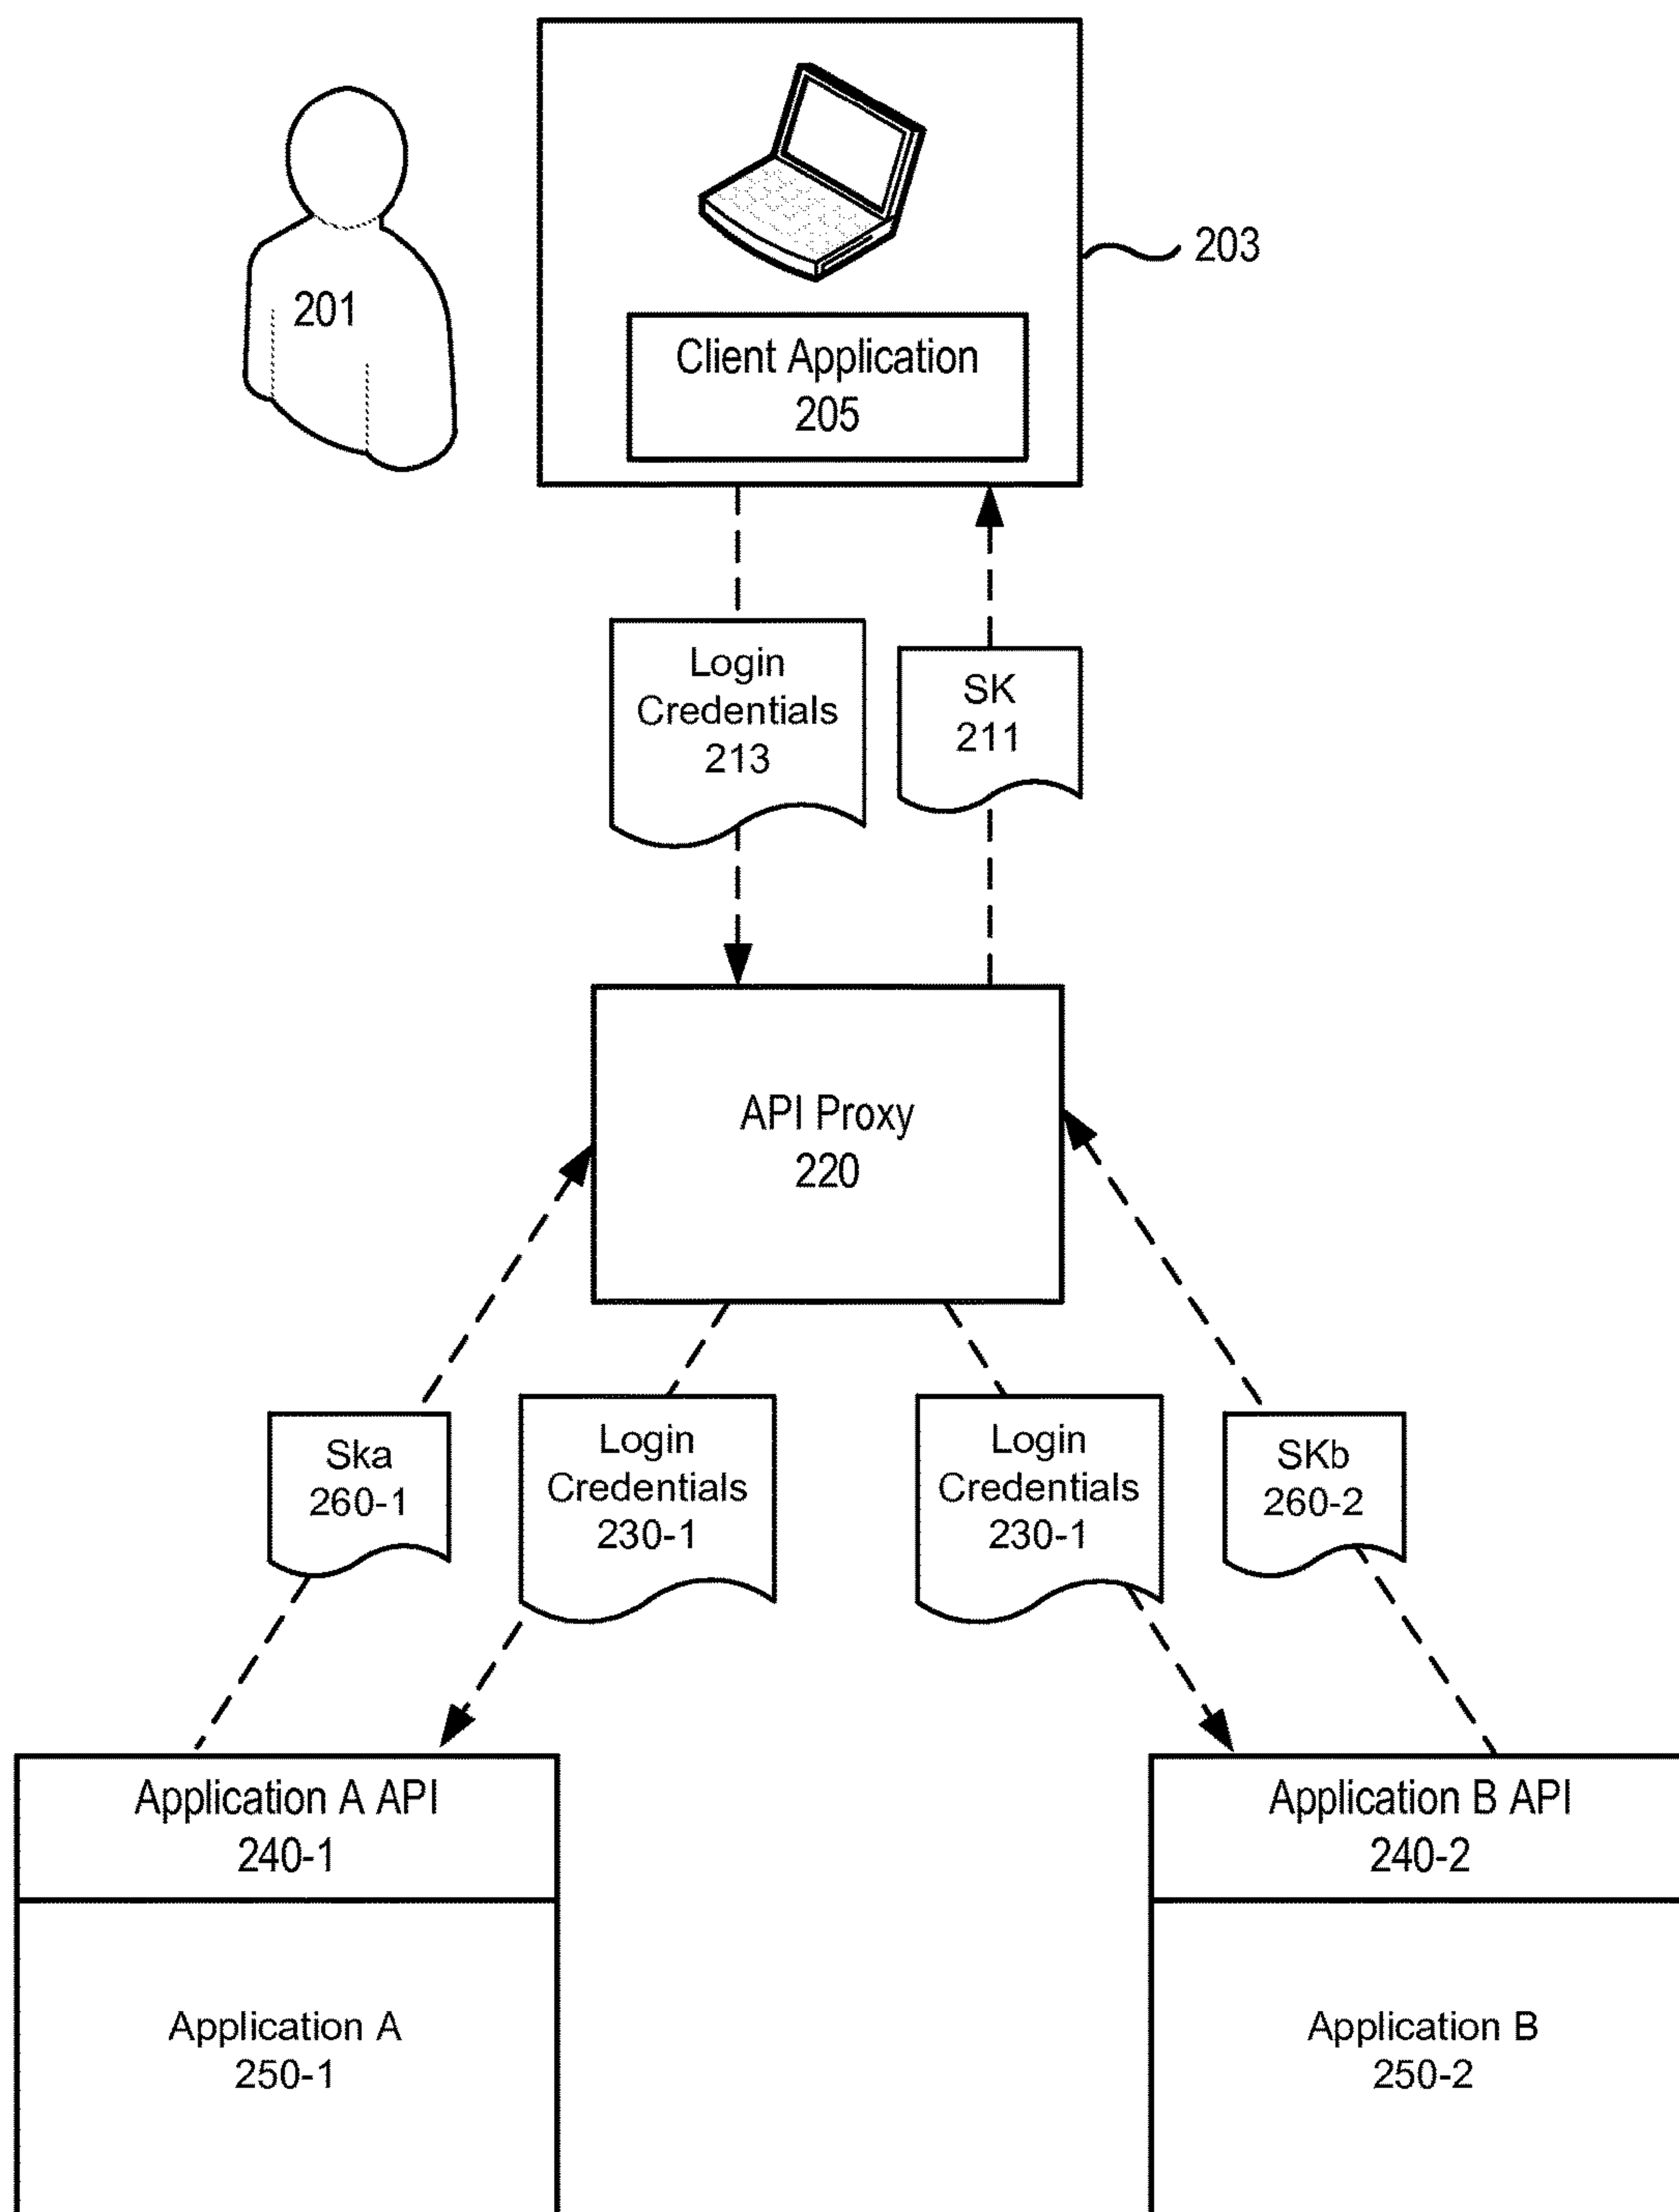 203
201
Client Application
205
Login
Credentials
213
SK
211
API Proxy
220
Ska
260-1
Login
Credentials
230-1
Login
Credentials
230-1
SKb
260-2
Application A API
240-1
Application B API
240-2
Application A
250-1
Application B
250-2